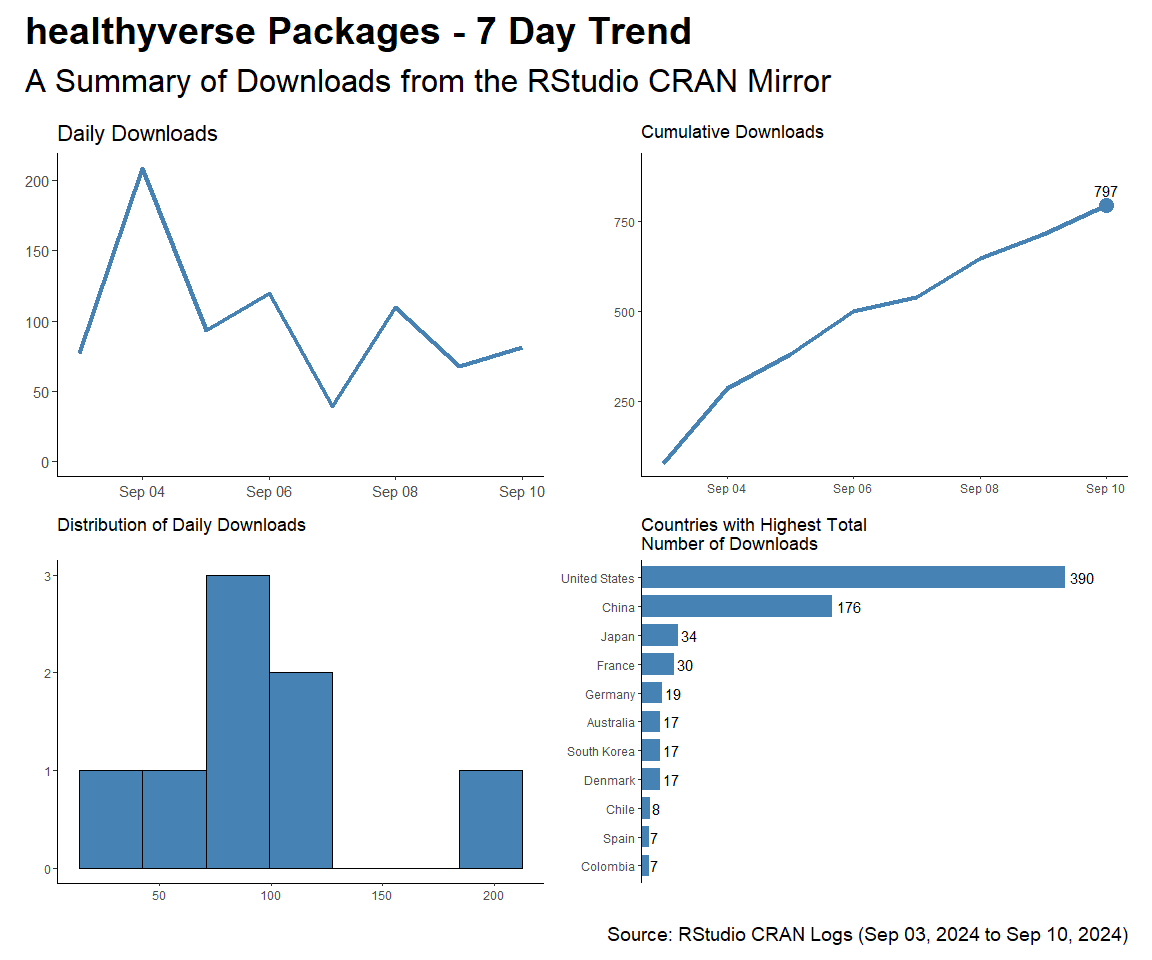 healthyverse Packages - 7 Day Trend
A Summary of Downloads from the RStudio CRAN Mirror
Daily Downloads
200
150
100
50
0
Sep 04 Sep 06 Sep 08 Sep 10
Cumulative Downloads
797
750
500
250
Sep 04 Sep 06 Sep 08 Sep 10
Distribution of Daily Downloads
3
2
1
0
50 100 150 200
Countries with Highest Total
Number of Downloads
United States 390
China 176
Japan 34
France 30
Germany 19
Australia 17
South Korea 17
Denmark 17
Chile 8
Spain 7
Colombia 7
Source: RStudio CRAN Logs (Sep 03, 2024 to Sep 10, 2024)